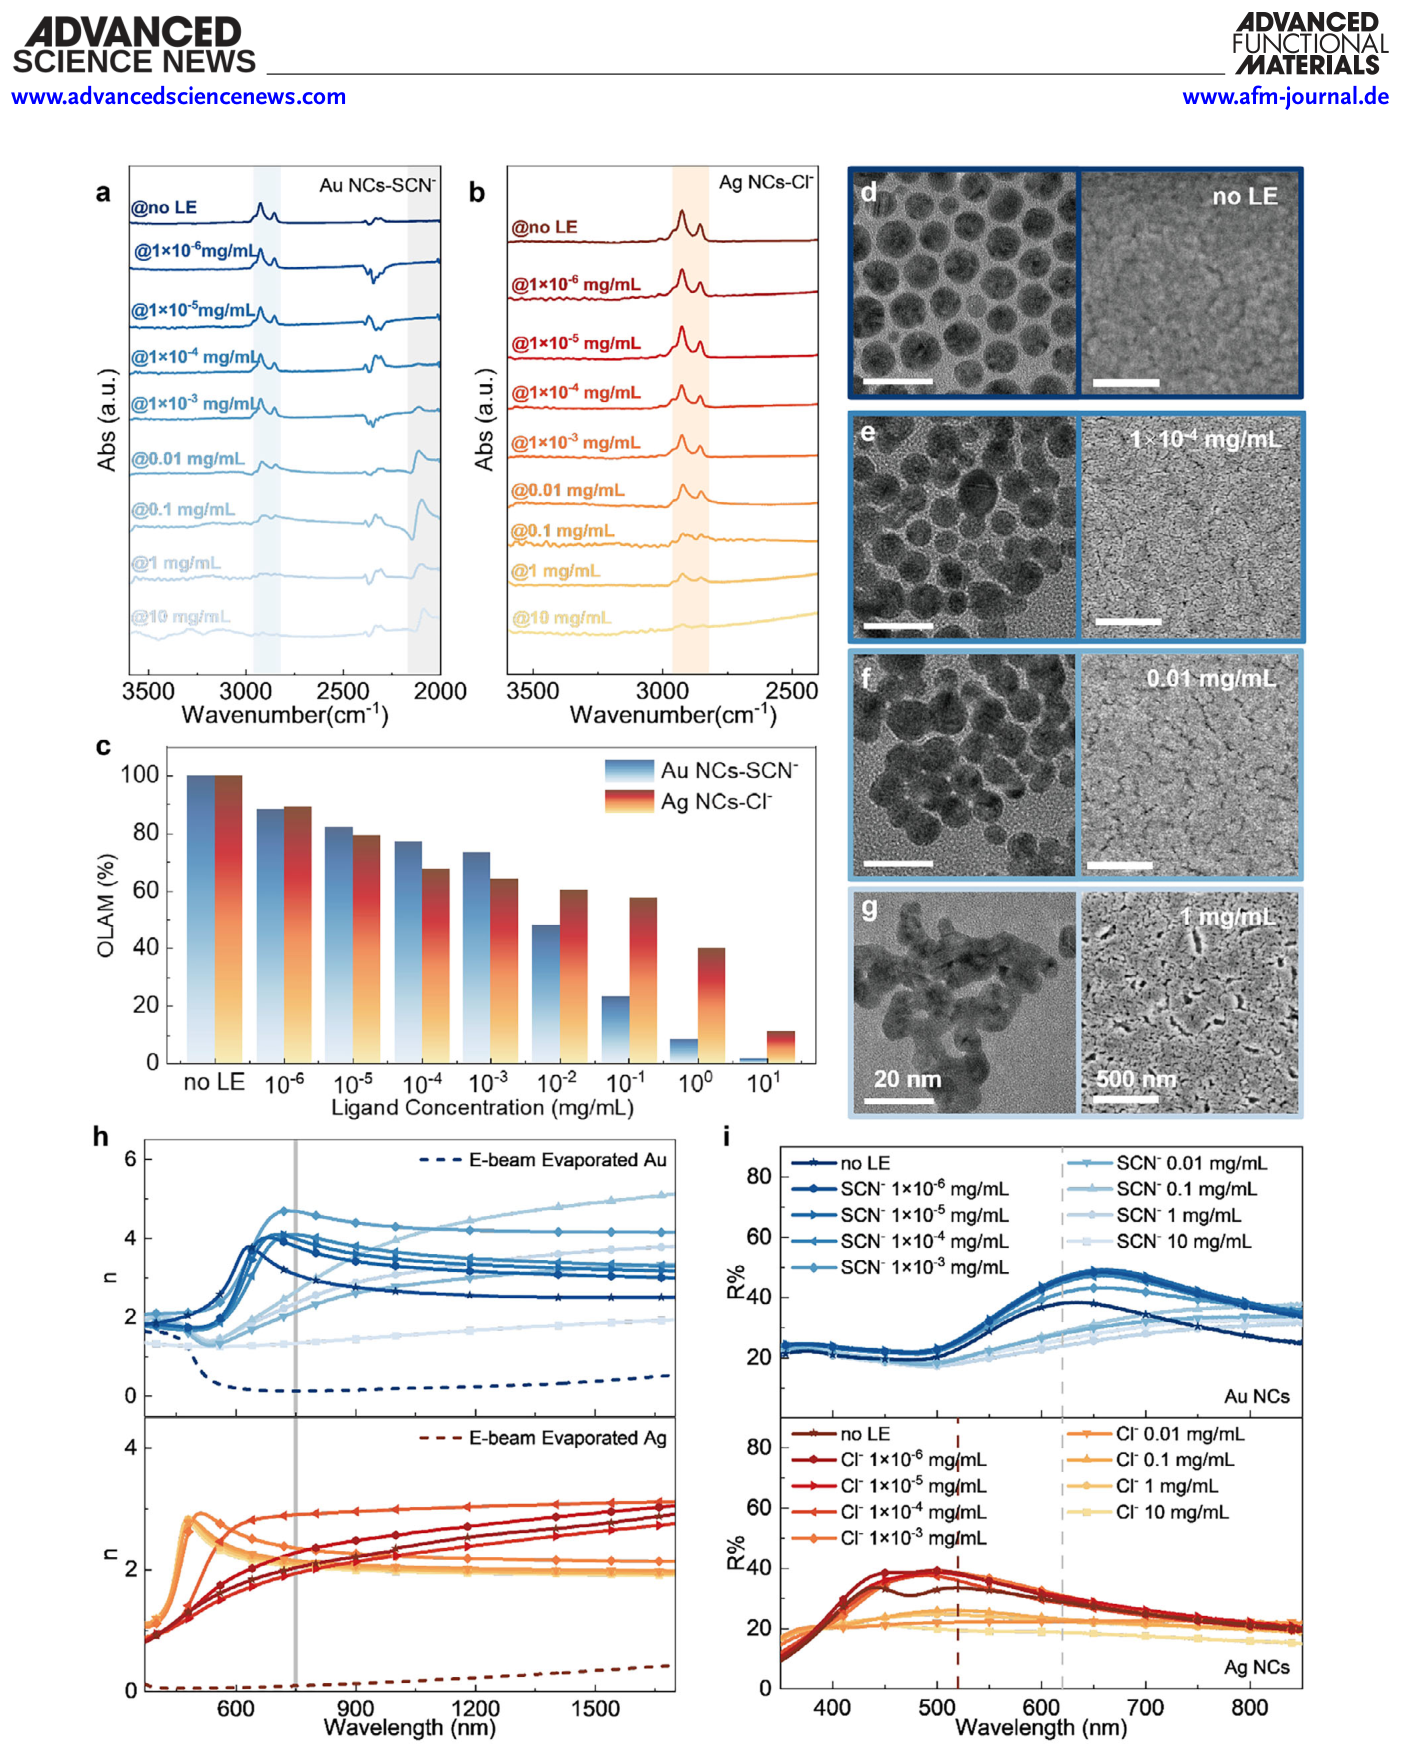 ADVANCED
SCIENCE NEWS
www.advancedsciencenews.com
ADVANCED
FUNCTIONAL
MATERIALS
www.afm-journal.de
a
Au NCs-SCN⁻
@no LE
@1×10⁻⁶mg/mL
@1×10⁻⁵mg/mL
@1×10⁻⁴ mg/mL
@1×10⁻³ mg/mL
@0.01 mg/mL
@0.1 mg/mL
@1 mg/mL
@10 mg/mL
Abs (a.u.)
3500 3000 2500 2000
Wavenumber(cm⁻¹)
b
Ag NCs-Cl⁻
@no LE
@1×10⁻⁶ mg/mL
@1×10⁻⁵ mg/mL
@1×10⁻⁴ mg/mL
@1×10⁻³ mg/mL
@0.01 mg/mL
@0.1 mg/mL
@1 mg/mL
@10 mg/mL
Abs (a.u.)
3500 3000 2500
Wavenumber(cm⁻¹)
c
Au NCs-SCN⁻
Ag NCs-Cl⁻
OLAM (%)
100
80
60
40
20
0
no LE 10⁻⁶ 10⁻⁵ 10⁻⁴ 10⁻³ 10⁻² 10⁻¹ 10⁰ 10¹
Ligand Concentration (mg/mL)
d
no LE
e
1×10⁻⁴ mg/mL
f
0.01 mg/mL
g
1 mg/mL
20 nm
500 nm
h
E-beam Evaporated Au
n
6
4
2
0
E-beam Evaporated Ag
n
4
2
0
600 900 1200 1500
Wavelength (nm)
i
no LE
SCN⁻ 1×10⁻⁶ mg/mL
SCN⁻ 1×10⁻⁵ mg/mL
SCN⁻ 1×10⁻⁴ mg/mL
SCN⁻ 1×10⁻³ mg/mL
SCN⁻ 0.01 mg/mL
SCN⁻ 0.1 mg/mL
SCN⁻ 1 mg/mL
SCN⁻ 10 mg/mL
R%
80
60
40
20
Au NCs
no LE
Cl⁻ 1×10⁻⁶ mg/mL
Cl⁻ 1×10⁻⁵ mg/mL
Cl⁻ 1×10⁻⁴ mg/mL
Cl⁻ 1×10⁻³ mg/mL
Cl⁻ 0.01 mg/mL
Cl⁻ 0.1 mg/mL
Cl⁻ 1 mg/mL
Cl⁻ 10 mg/mL
R%
80
60
40
20
0
Ag NCs
400 500 600 700 800
Wavelength (nm)